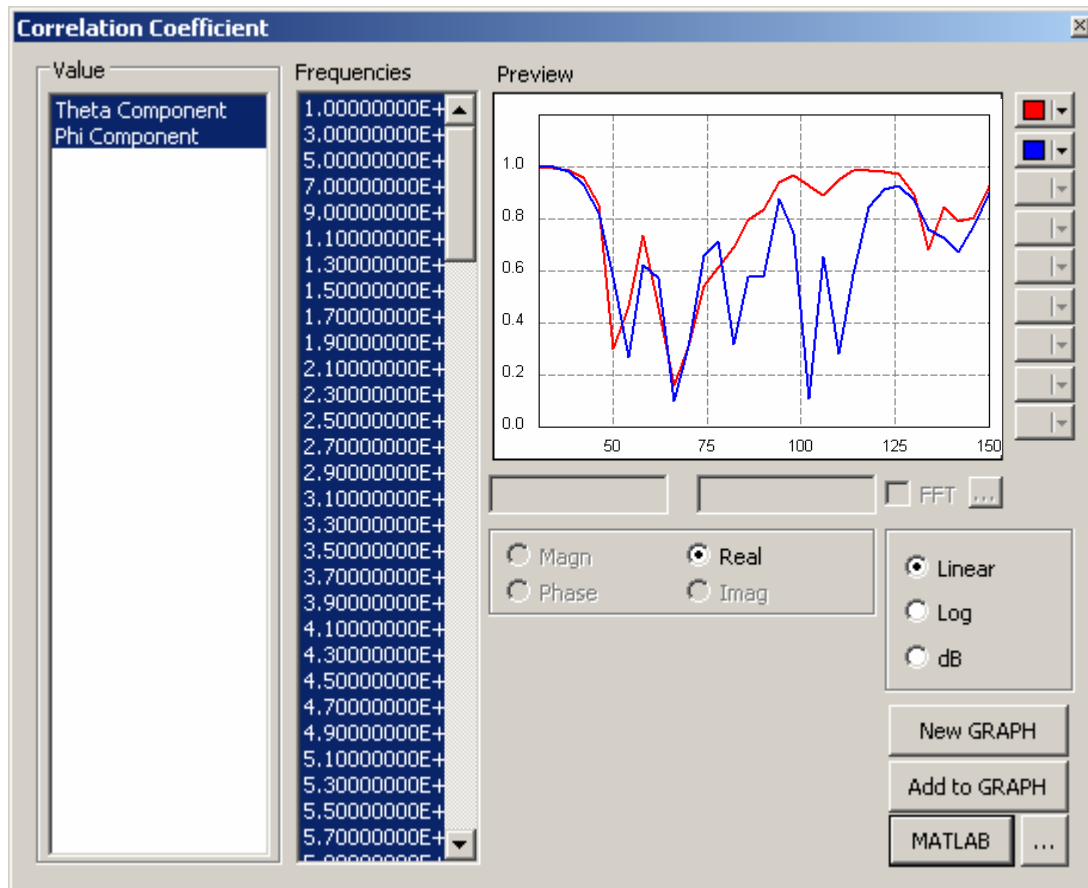 Correlation Coefficient
Value
Theta Component
Phi Component
Frequencies
1.00000000E+
3.00000000E+
5.00000000E+
7.00000000E+
9.00000000E+
1.10000000E+
1.30000000E+
1.50000000E+
1.70000000E+
1.90000000E+
2.10000000E+
2.30000000E+
2.50000000E+
2.70000000E+
2.90000000E+
3.10000000E+
3.30000000E+
3.50000000E+
3.70000000E+
3.90000000E+
4.10000000E+
4.30000000E+
4.50000000E+
4.70000000E+
4.90000000E+
5.10000000E+
5.30000000E+
5.50000000E+
5.70000000E+
Preview
1.0
0.8
0.6
0.4
0.2
0.0
50 75 100 125 150
FFT ...
Magn Real
Phase Imag
Linear
Log
dB
New GRAPH
Add to GRAPH
MATLAB ...